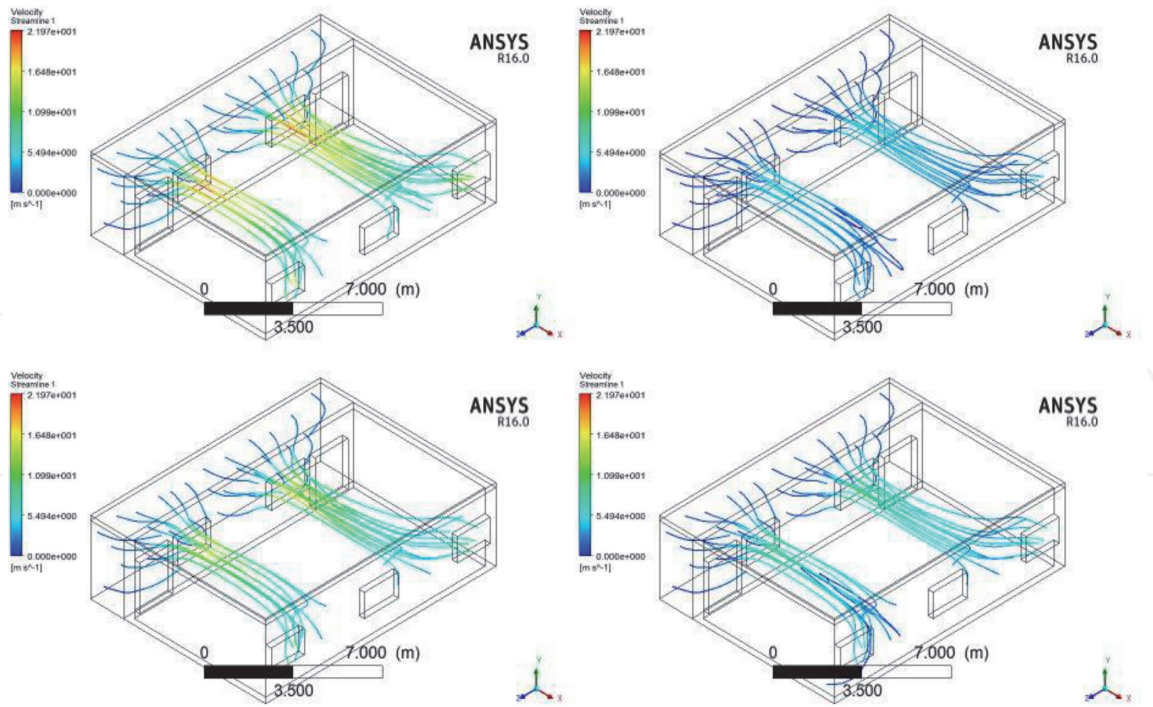 Velocity
Streamline 1
2.197e+001
1.648e+001
1.099e+001
5.494e+000
0.000e+000
[m s^-1]
ANSYS
R16.0
0
7.000 (m)
3.500
Y
Z
X
Velocity
Streamline 1
2.197e+001
1.648e+001
1.099e+001
5.494e+000
0.000e+000
[m s^-1]
ANSYS
R16.0
0
7.000 (m)
3.500
Y
Z
X
Velocity
Streamline 1
2.197e+001
1.648e+001
1.099e+001
5.494e+000
0.000e+000
[m s^-1]
ANSYS
R16.0
0
7.000 (m)
3.500
Y
Z
X
Velocity
Streamline 1
2.197e+001
1.648e+001
1.099e+001
5.494e+000
0.000e+000
[m s^-1]
ANSYS
R16.0
0
7.000 (m)
3.500
Y
Z
X